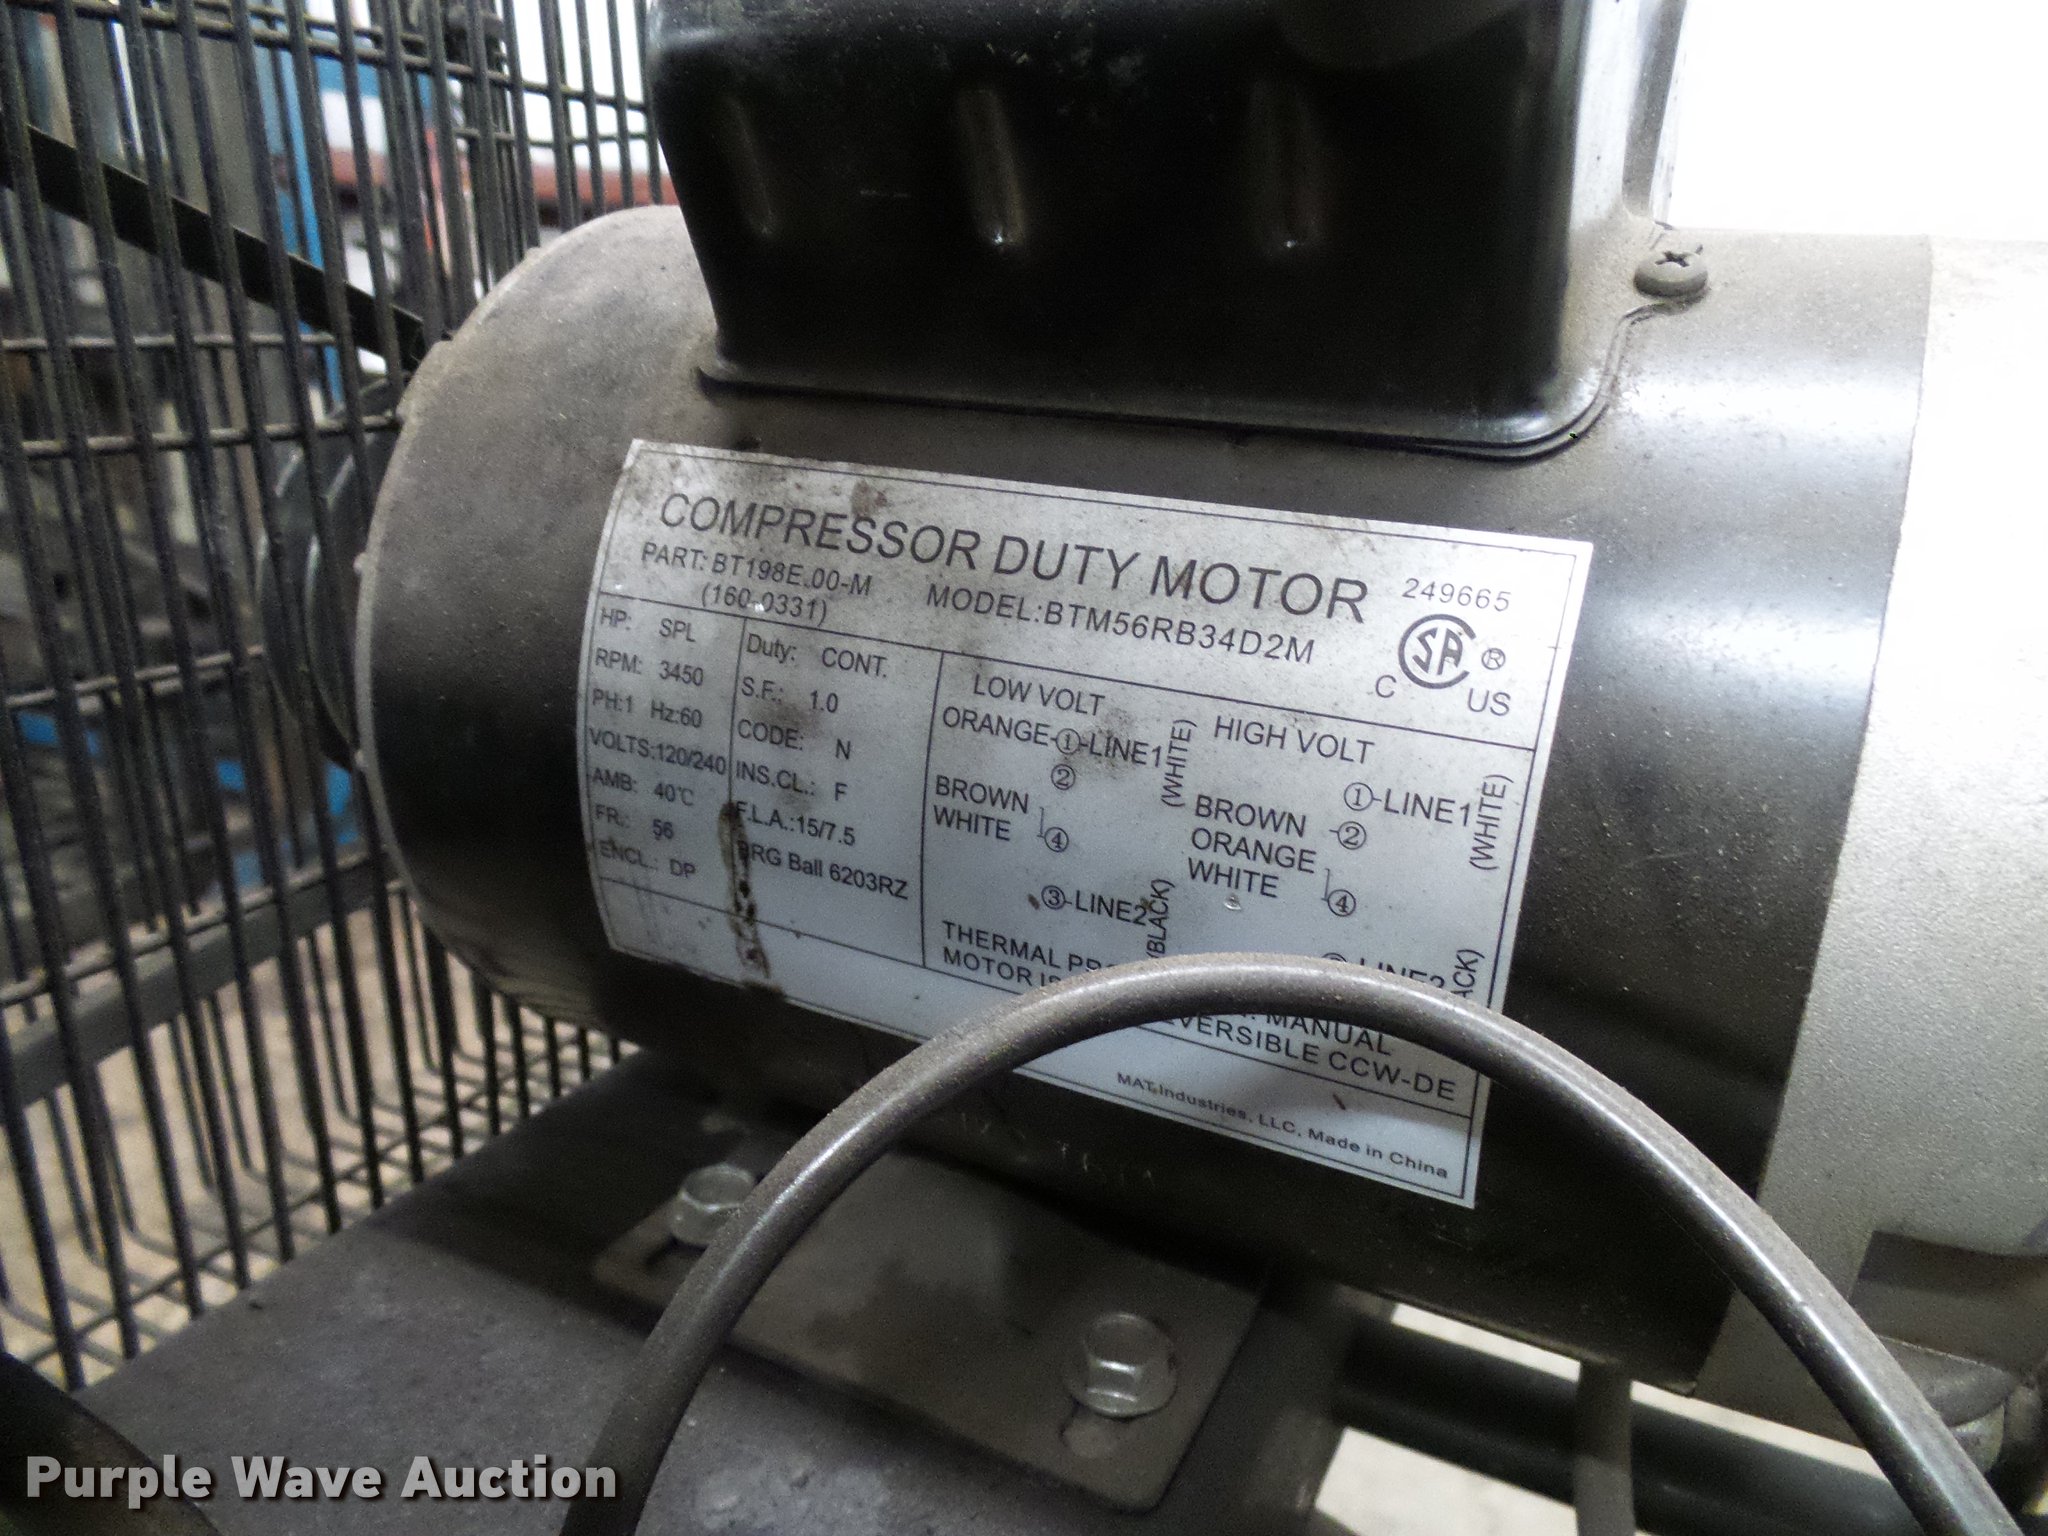 COMPRESSOR DUTY MOTOR
PART: BT198E.00-M
(160-0331)
MODEL:BTM56RB34D2M
249665
SA ®
C US
HP: SPL
RPM: 3450
PH:1 Hz:60
VOLTS:120/240
AMB: 40℃
FR.: 56
ENCL.: DP
Duty: CONT.
S.F.: 1.0
CODE: N
INS.CL.: F
F.L.A.:15/7.5
BRG Ball 6203RZ
LOW VOLT
ORANGE-①-LINE1 (WHITE)
②
BROWN
WHITE ④
③-LINE2 (BLACK)
HIGH VOLT
①-LINE1 (WHITE)
BROWN -②
ORANGE
WHITE ④
LINE2
THERMAL
MANUAL
MOTOR
CCW-DE
MAT Industries, LLC, Made in China
Purple Wave Auction